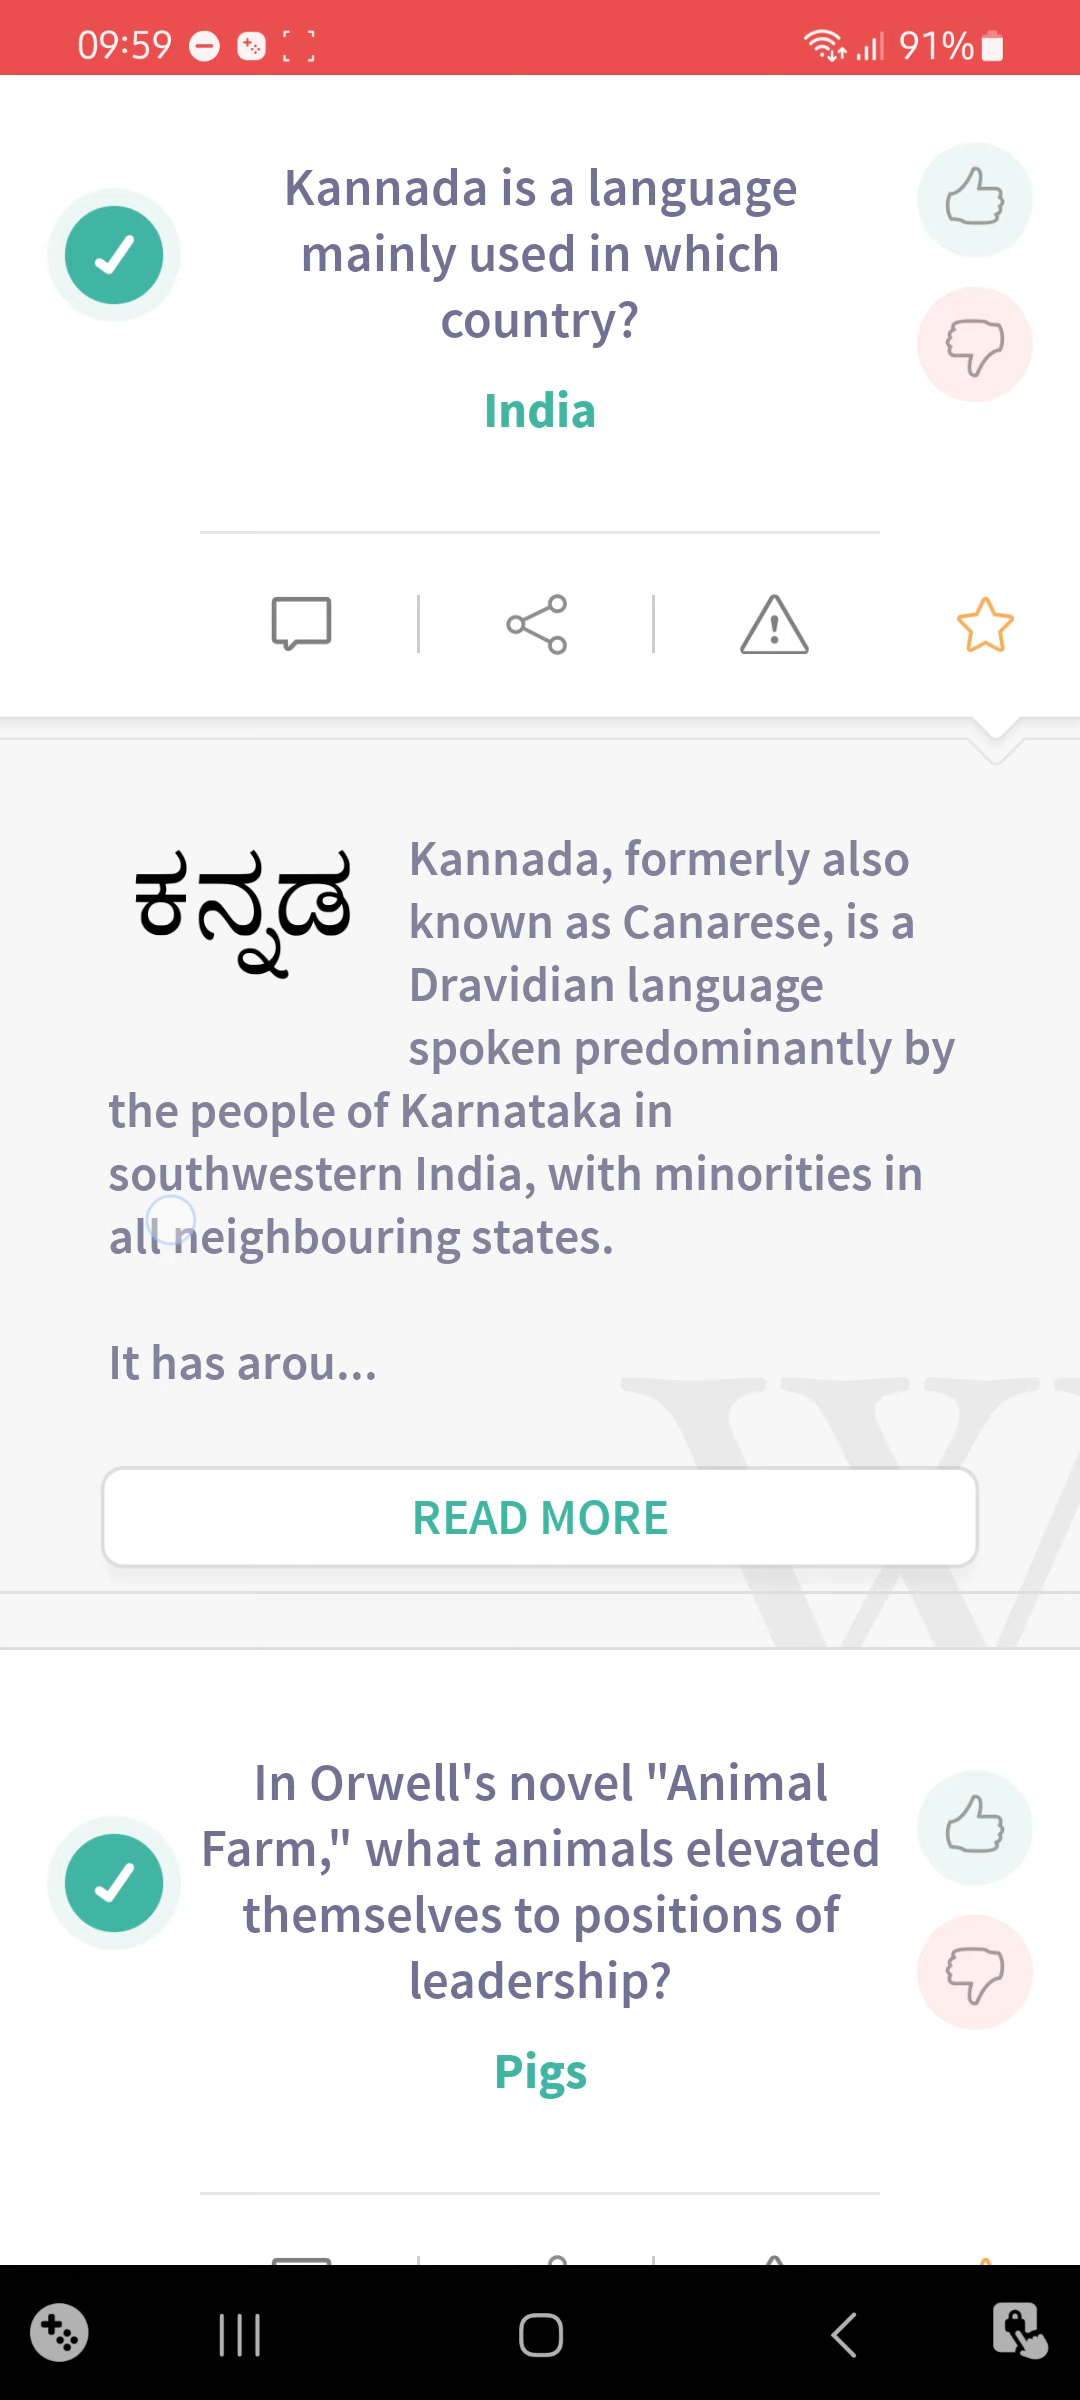 09:59
91%
Kannada is a language
mainly used in which
country?
India
ಕನ್ನಡ
Kannada, formerly also
known as Canarese, is a
Dravidian language
spoken predominantly by
the people of Karnataka in
southwestern India, with minorities in
all neighbouring states.
It has arou...
READ MORE
In Orwell's novel "Animal
Farm," what animals elevated
themselves to positions of
leadership?
Pigs